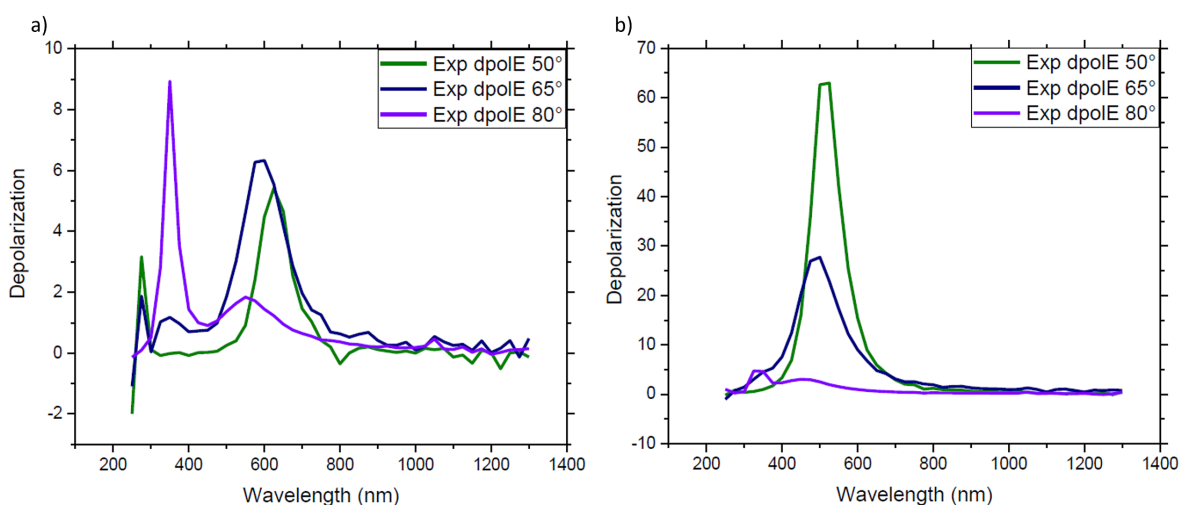 a)
10
8
6
4
2
0
-2
Depolarization
Exp dpolE 50°
Exp dpolE 65°
Exp dpolE 80°
200 400 600 800 1000 1200 1400
Wavelength (nm)
b)
70
60
50
40
30
20
10
0
-10
Depolarization
Exp dpolE 50°
Exp dpolE 65°
Exp dpolE 80°
200 400 600 800 1000 1200 1400
Wavelength (nm)